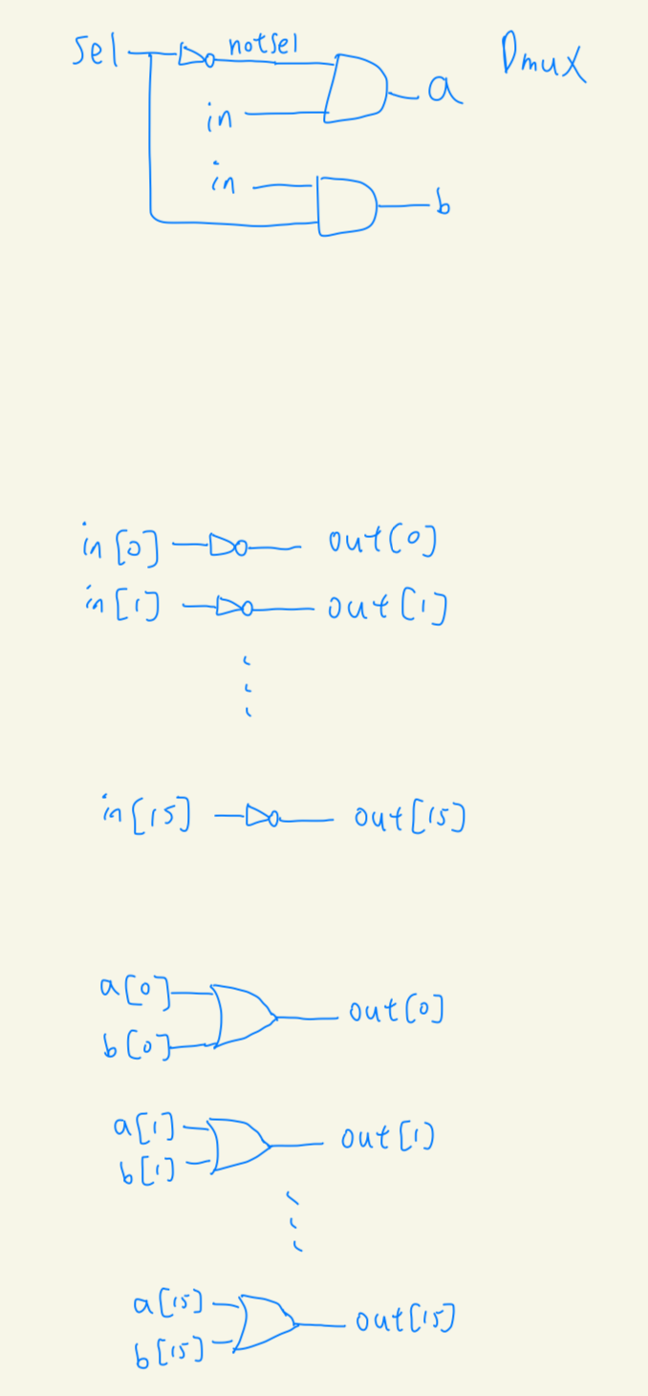 sel notsel Dmux
a
in
in
b
in[0] out[0]
in[1] out[1]
in[15] out[15]
a[0]
out[0]
b[0]
a[1]
out[1]
b[1]
a[15]
out[15]
b[15]